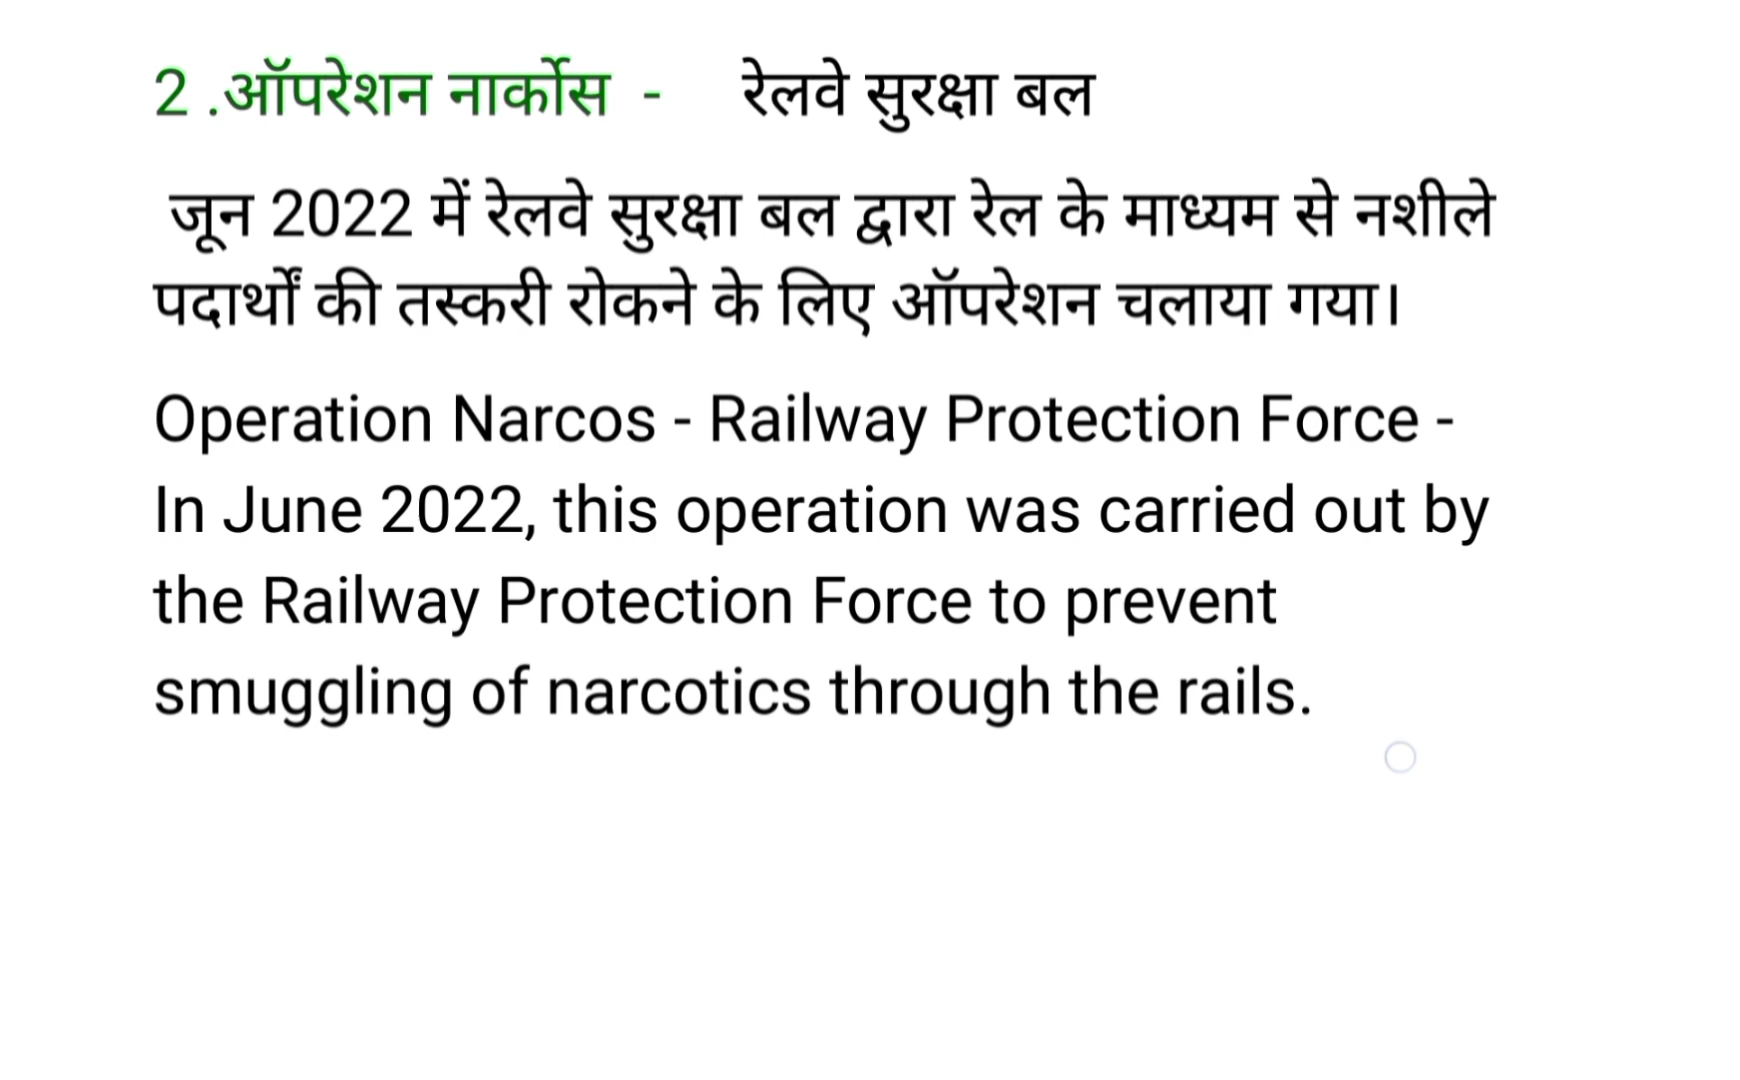 2 .ऑपरेशन नार्कोस - रेलवे सुरक्षा बल
जून 2022 में रेलवे सुरक्षा बल द्वारा रेल के माध्यम से नशीले
पदार्थों की तस्करी रोकने के लिए ऑपरेशन चलाया गया।
Operation Narcos - Railway Protection Force -
In June 2022, this operation was carried out by
the Railway Protection Force to prevent
smuggling of narcotics through the rails.